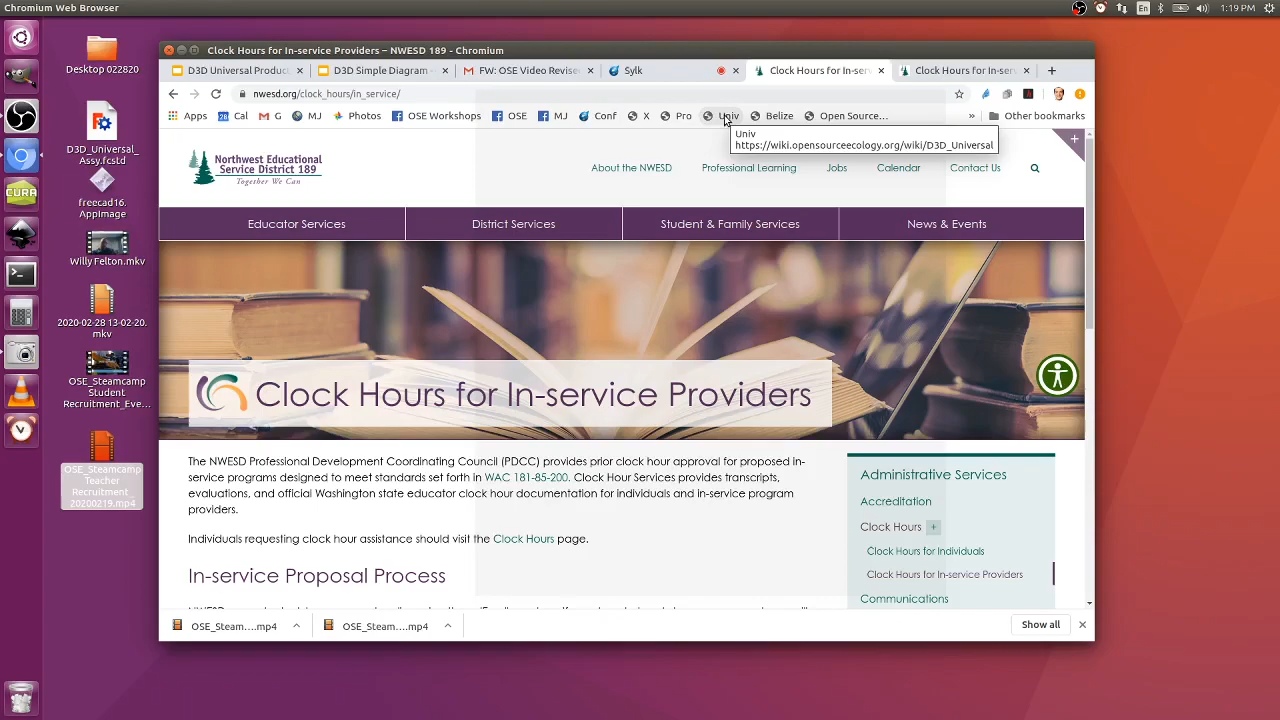 Chromium Web Browser
En
1:19 PM
Desktop 022820
D3D_Universal_
Assy.fcstd
freecad16.
AppImage
Willy Felton.mkv
2020-02-28 13-02-20.
mkv
OSE_Steamcamp
Student
Recruitment_Eve...
OSE_Steamcamp
Teacher
Recruitment_
20200219.mp4
CURA
Clock Hours for In-service Providers – NWESD 189 - Chromium
D3D Universal Produc
D3D Simple Diagram -
FW: OSE Video Revise
Sylk
Clock Hours for In-serv
Clock Hours for In-serv
nwesd.org/clock_hours/in_service/
Apps
Cal
G
MJ
Photos
OSE Workshops
OSE
MJ
Conf
X
Pro
Univ
Belize
Open Source...
»
Other bookmarks
Univ
https://wiki.opensourceecology.org/wiki/D3D_Universal
Northwest Educational
Service District 189
Together We Can
About the NWESD
Professional Learning
Jobs
Calendar
Contact Us
Educator Services
District Services
Student & Family Services
News & Events
Clock Hours for In-service Providers
The NWESD Professional Development Coordinating Council (PDCC) provides prior clock hour approval for proposed in-
service programs designed to meet standards set forth in WAC 181-85-200. Clock Hour Services provides transcripts,
evaluations, and official Washington state educator clock hour documentation for individuals and in-service program
providers.
Individuals requesting clock hour assistance should visit the Clock Hours page.
In-service Proposal Process
Administrative Services
Accreditation
Clock Hours +
Clock Hours for Individuals
Clock Hours for In-service Providers
Communications
OSE_Steam....mp4
OSE_Steam....mp4
Show all